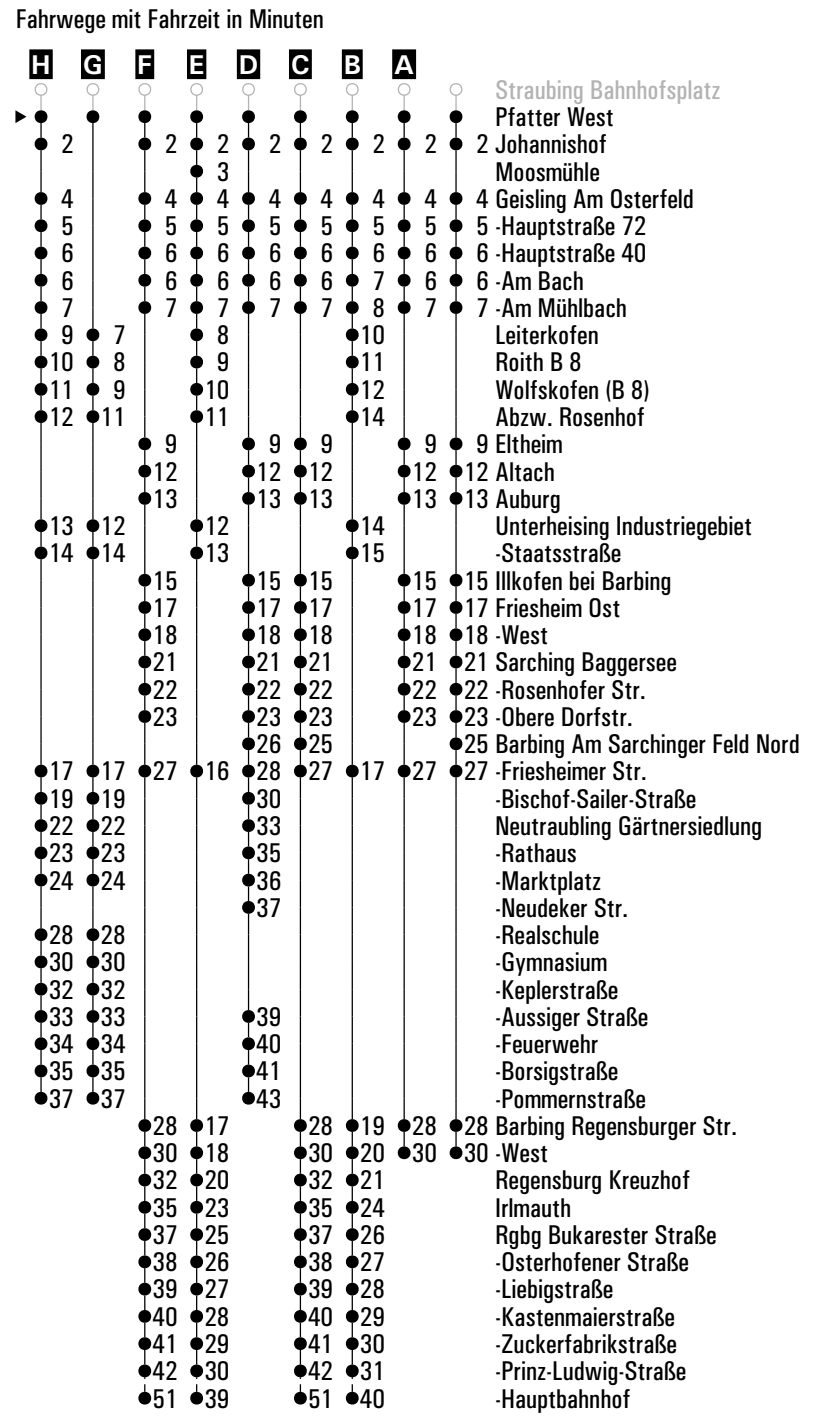 Fahrwege mit Fahrzeit in Minuten
H G F E D C B A
Straubing Bahnhofsplatz
Pfatter West
2 2 2 2 2 2 2 2 Johannishof
3 Moosmühle
4 4 4 4 4 4 4 4 Geisling Am Osterfeld
5 5 5 5 5 5 5 5 -Hauptstraße 72
6 6 6 6 6 6 6 6 -Hauptstraße 40
6 6 6 6 6 7 6 6 -Am Bach
7 7 7 7 7 8 7 7 -Am Mühlbach
9 7 8 10 Leiterkofen
10 8 9 11 Roith B 8
11 9 10 12 Wolfskofen (B 8)
12 11 11 14 Abzw. Rosenhof
9 9 9 9 9 Eltheim
12 12 12 12 12 Altach
13 13 13 13 13 Auburg
13 12 12 14 Unterheising Industriegebiet
14 14 13 15 -Staatsstraße
15 15 15 15 15 Illkofen bei Barbing
17 17 17 17 17 Friesheim Ost
18 18 18 18 18 -West
21 21 21 21 21 Sarching Baggersee
22 22 22 22 22 -Rosenhofer Str.
23 23 23 23 23 -Obere Dorfstr.
26 25 25 Barbing Am Sarchinger Feld Nord
17 17 27 16 28 27 17 27 27 -Friesheimer Str.
19 19 30 -Bischof-Sailer-Straße
22 22 33 Neutraubling Gärtnersiedlung
23 23 35 -Rathaus
24 24 36 -Marktplatz
37 -Neudeker Str.
28 28 -Realschule
30 30 -Gymnasium
32 32 -Keplerstraße
33 33 39 -Aussiger Straße
34 34 40 -Feuerwehr
35 35 41 -Borsigstraße
37 37 43 -Pommernstraße
28 17 28 19 28 28 Barbing Regensburger Str.
30 18 30 20 30 30 -West
32 20 32 21 Regensburg Kreuzhof
35 23 35 24 Irlmauth
37 25 37 26 Rgbg Bukarester Straße
38 26 38 27 -Osterhofener Straße
39 27 39 28 -Liebigstraße
40 28 40 29 -Kastenmaierstraße
41 29 41 30 -Zuckerfabrikstraße
42 30 42 31 -Prinz-Ludwig-Straße
51 39 51 40 -Hauptbahnhof